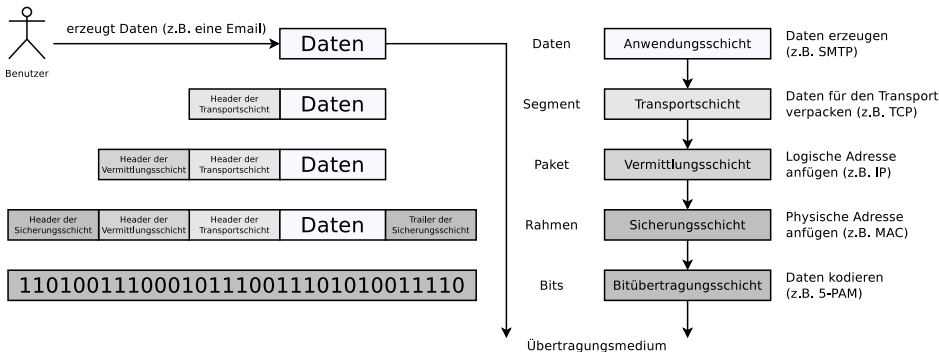 erzeugt Daten (z.B. eine Email)
Benutzer
Daten
Daten
Anwendungsschicht
Daten erzeugen
(z.B. SMTP)
Header der
Transportschicht
Daten
Segment
Transportschicht
Daten für den Transport
verpacken (z.B. TCP)
Header der
Vermittlungsschicht
Header der
Transportschicht
Daten
Paket
Vermittlungsschicht
Logische Adresse
anfügen (z.B. IP)
Header der
Sicherungsschicht
Header der
Vermittlungsschicht
Header der
Transportschicht
Daten
Trailer der
Sicherungsschicht
Rahmen
Sicherungsschicht
Physische Adresse
anfügen (z.B. MAC)
11010011100010111001110101001 1110
Bits
Bitübertragungsschicht
Daten kodieren
(z.B. 5-PAM)
Übertragungsmedium